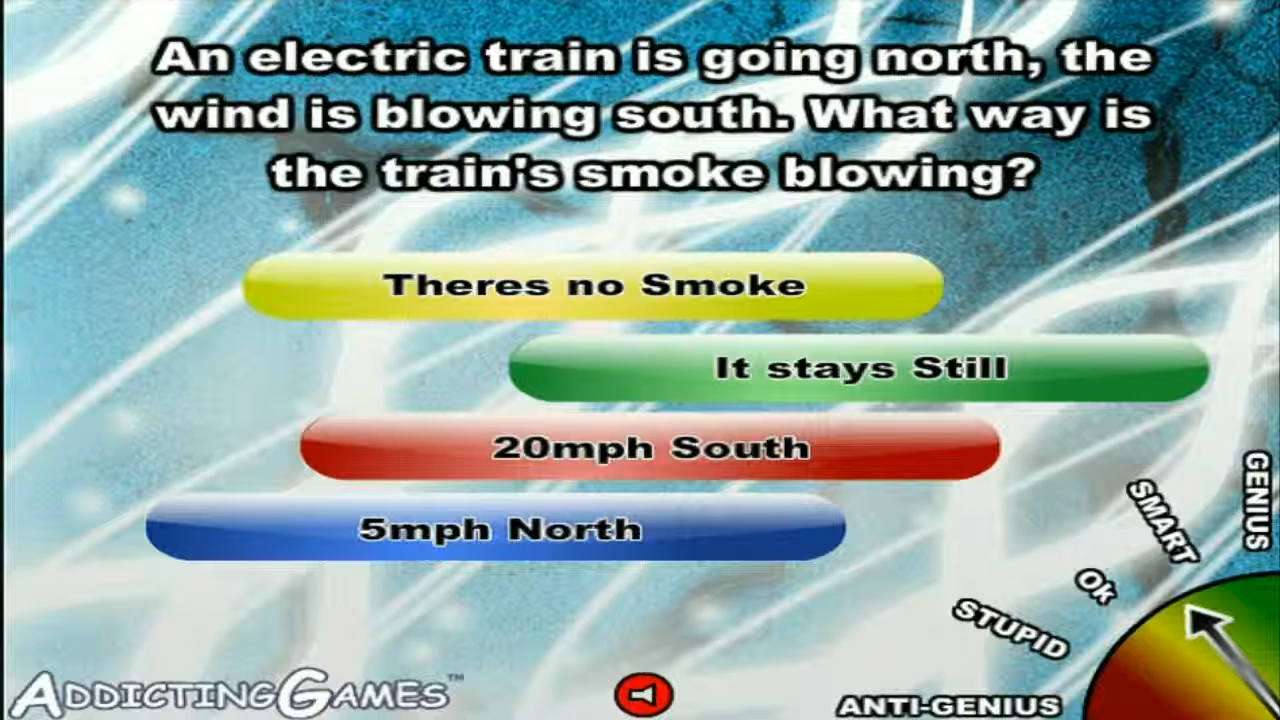 An electric train is going north, the
wind is blowing south. What way is
the train's smoke blowing?
Theres no Smoke
It stays Still
20mph South
5mph North
GENIUS
SMART
Ok
STUPID
ANTI-GENIUS
ADDICTINGGAMES™